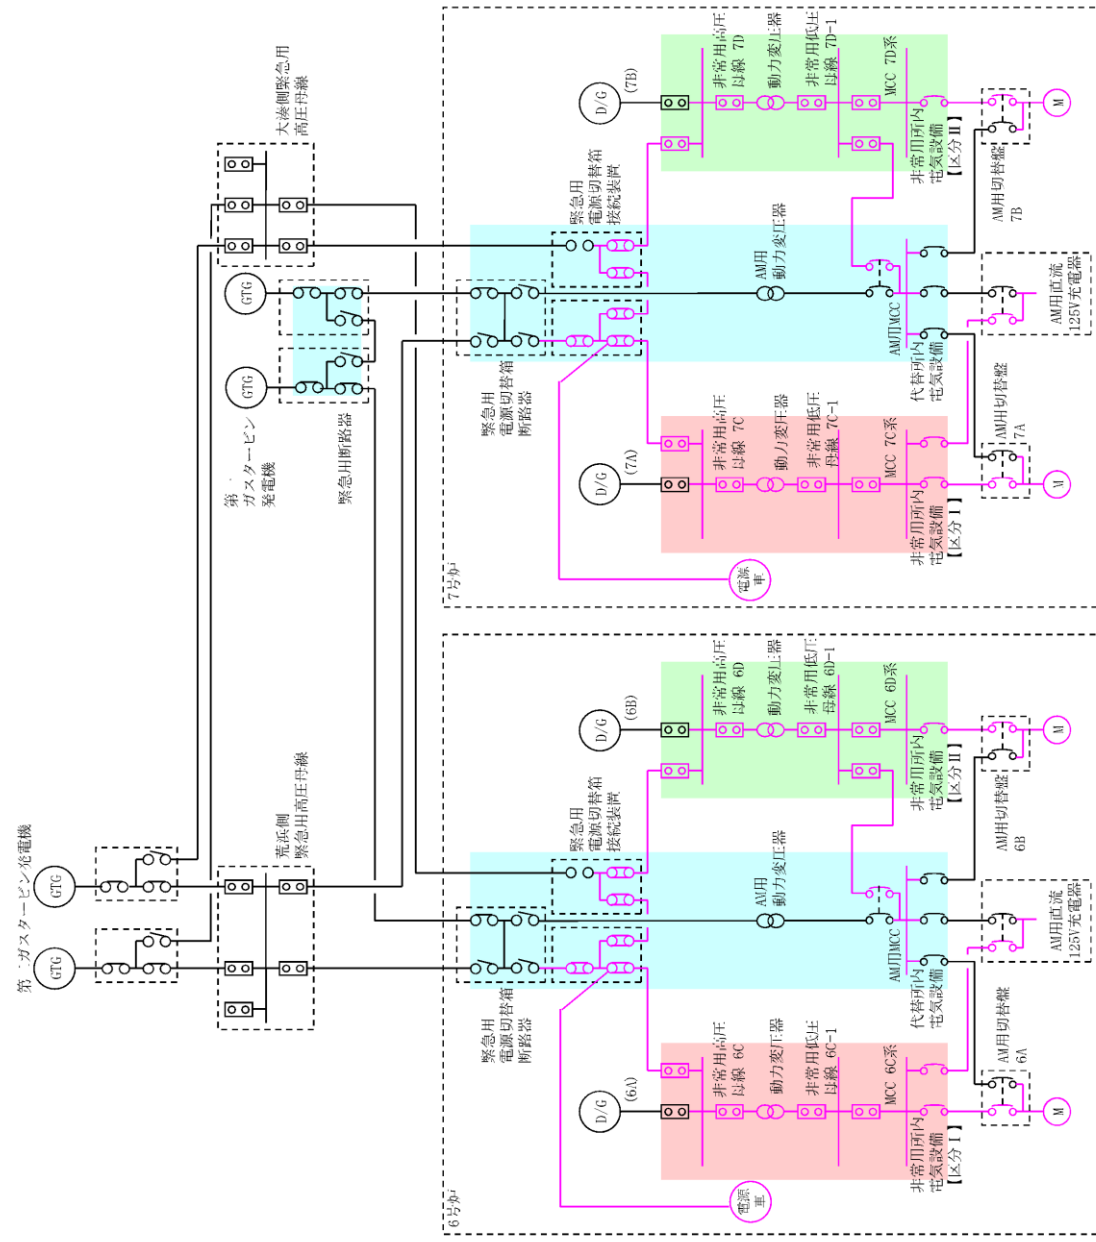 大湊側緊急用
高圧母線
GTG
GTG
第一
ガスタービン
発電機
緊急用断路器
第二ガスタービン発電機
GTG
GTG
荒浜側
緊急用高圧母線
7号炉
緊急用
電源切替箱
断路器
緊急用
電源切替箱
接続装置
D/G
(7B)
非常用高圧
母線 7D
動力変圧器
非常用低圧
母線 7D-1
MCC 7D系
非常用所内
電気設備
【区分Ⅱ】
AM用
動力変圧器
AM用MCC
代替所内
電気設備
AM用切替盤
7B
M
AM用直流
125V充電器
D/G
(7A)
非常用高圧
母線 7C
動力変圧器
非常用低圧
母線 7C-1
MCC 7C系
非常用所内
電気設備
【区分Ⅰ】
AM用切替盤
7A
M
電源
車
6号炉
緊急用
電源切替箱
断路器
緊急用
電源切替箱
接続装置
D/G
(6B)
非常用高圧
母線 6D
動力変圧器
非常用低圧
母線 6D-1
MCC 6D系
非常用所内
電気設備
【区分Ⅱ】
AM用
動力変圧器
AM用MCC
代替所内
電気設備
AM用切替盤
6B
M
AM用直流
125V充電器
D/G
(6A)
非常用高圧
母線 6C
動力変圧器
非常用低圧
母線 6C-1
MCC 6C系
非常用所内
電気設備
【区分Ⅰ】
AM用切替盤
6A
M
電源
車